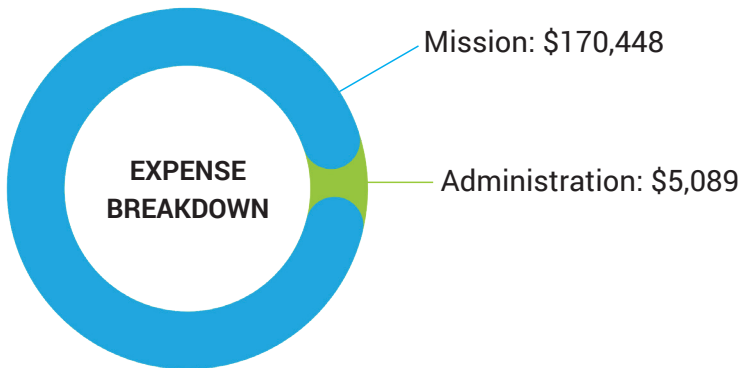 Mission: $170,448
EXPENSE
BREAKDOWN
Administration: $5,089